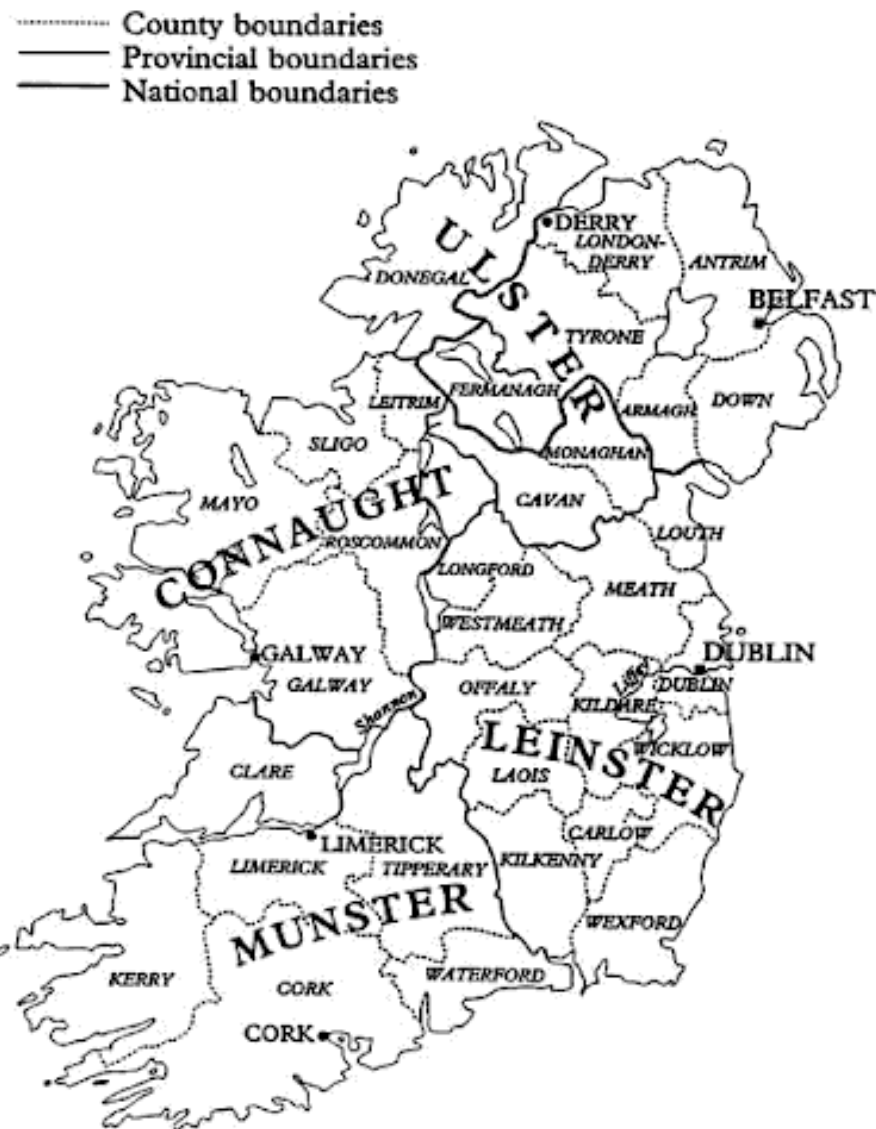 County boundaries
Provincial boundaries
National boundaries
ULSTER
DERRY
LONDON-
DERRY
ANTRIM
DONEGAL
BELFAST
TYRONE
FERMANAGH
LEITRIM
ARMAGH
DOWN
SLIGO
MONAGHAN
MAYO
CAVAN
CONNAUGHT
ROSCOMMON
LOUTH
LONGFORD
MEATH
WESTMEATH
GALWAY
DUBLIN
GALWAY
OFFALY
Liffey
DUBLIN
KILDARE
Shannon
LEINSTER
WICKLOW
CLARE
LAOIS
LIMERICK
CARLOW
LIMERICK
TIPPERARY
KILKENNY
MUNSTER
WEXFORD
KERRY
WATERFORD
CORK
CORK